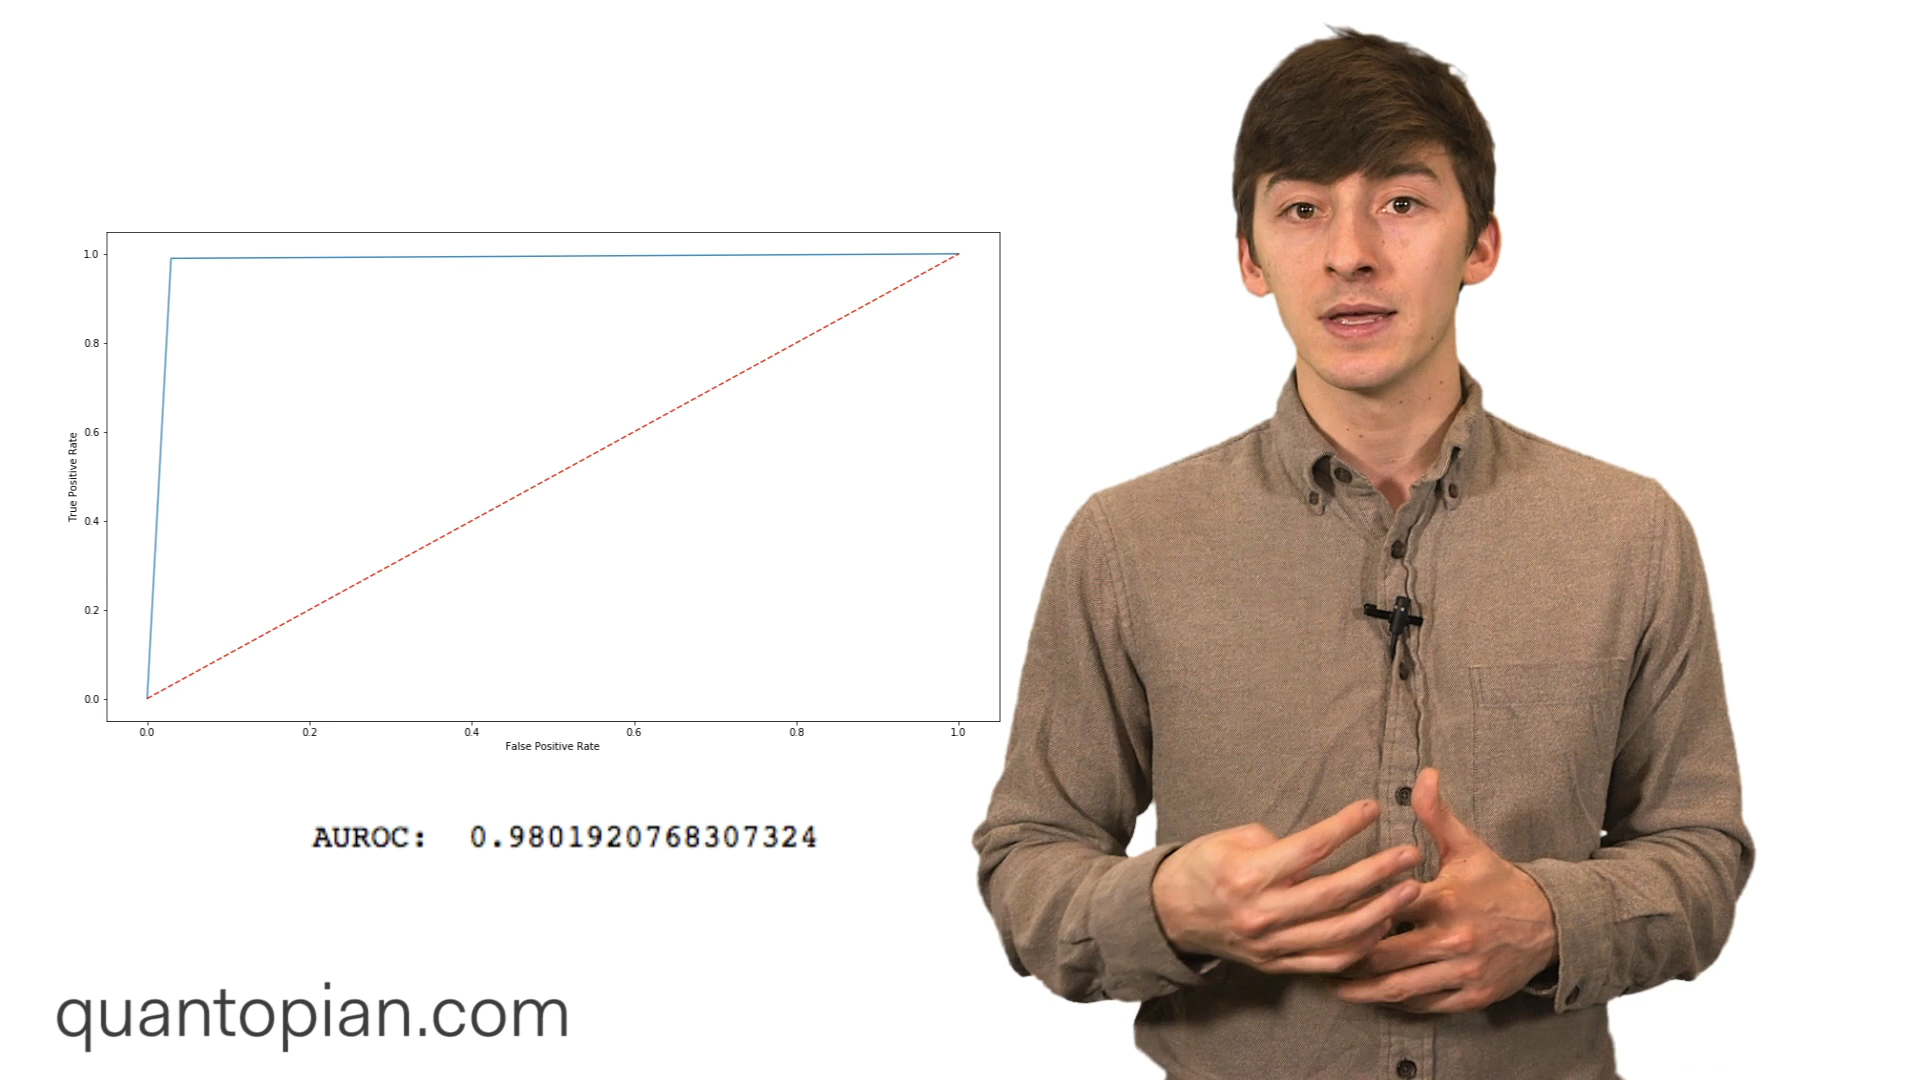 1.0
0.8
0.6
0.4
0.2
0.0
True Positive Rate
0.0 0.2 0.4 0.6 0.8 1.0
False Positive Rate
AUROC: 0.9801920768307324
quantopian.com